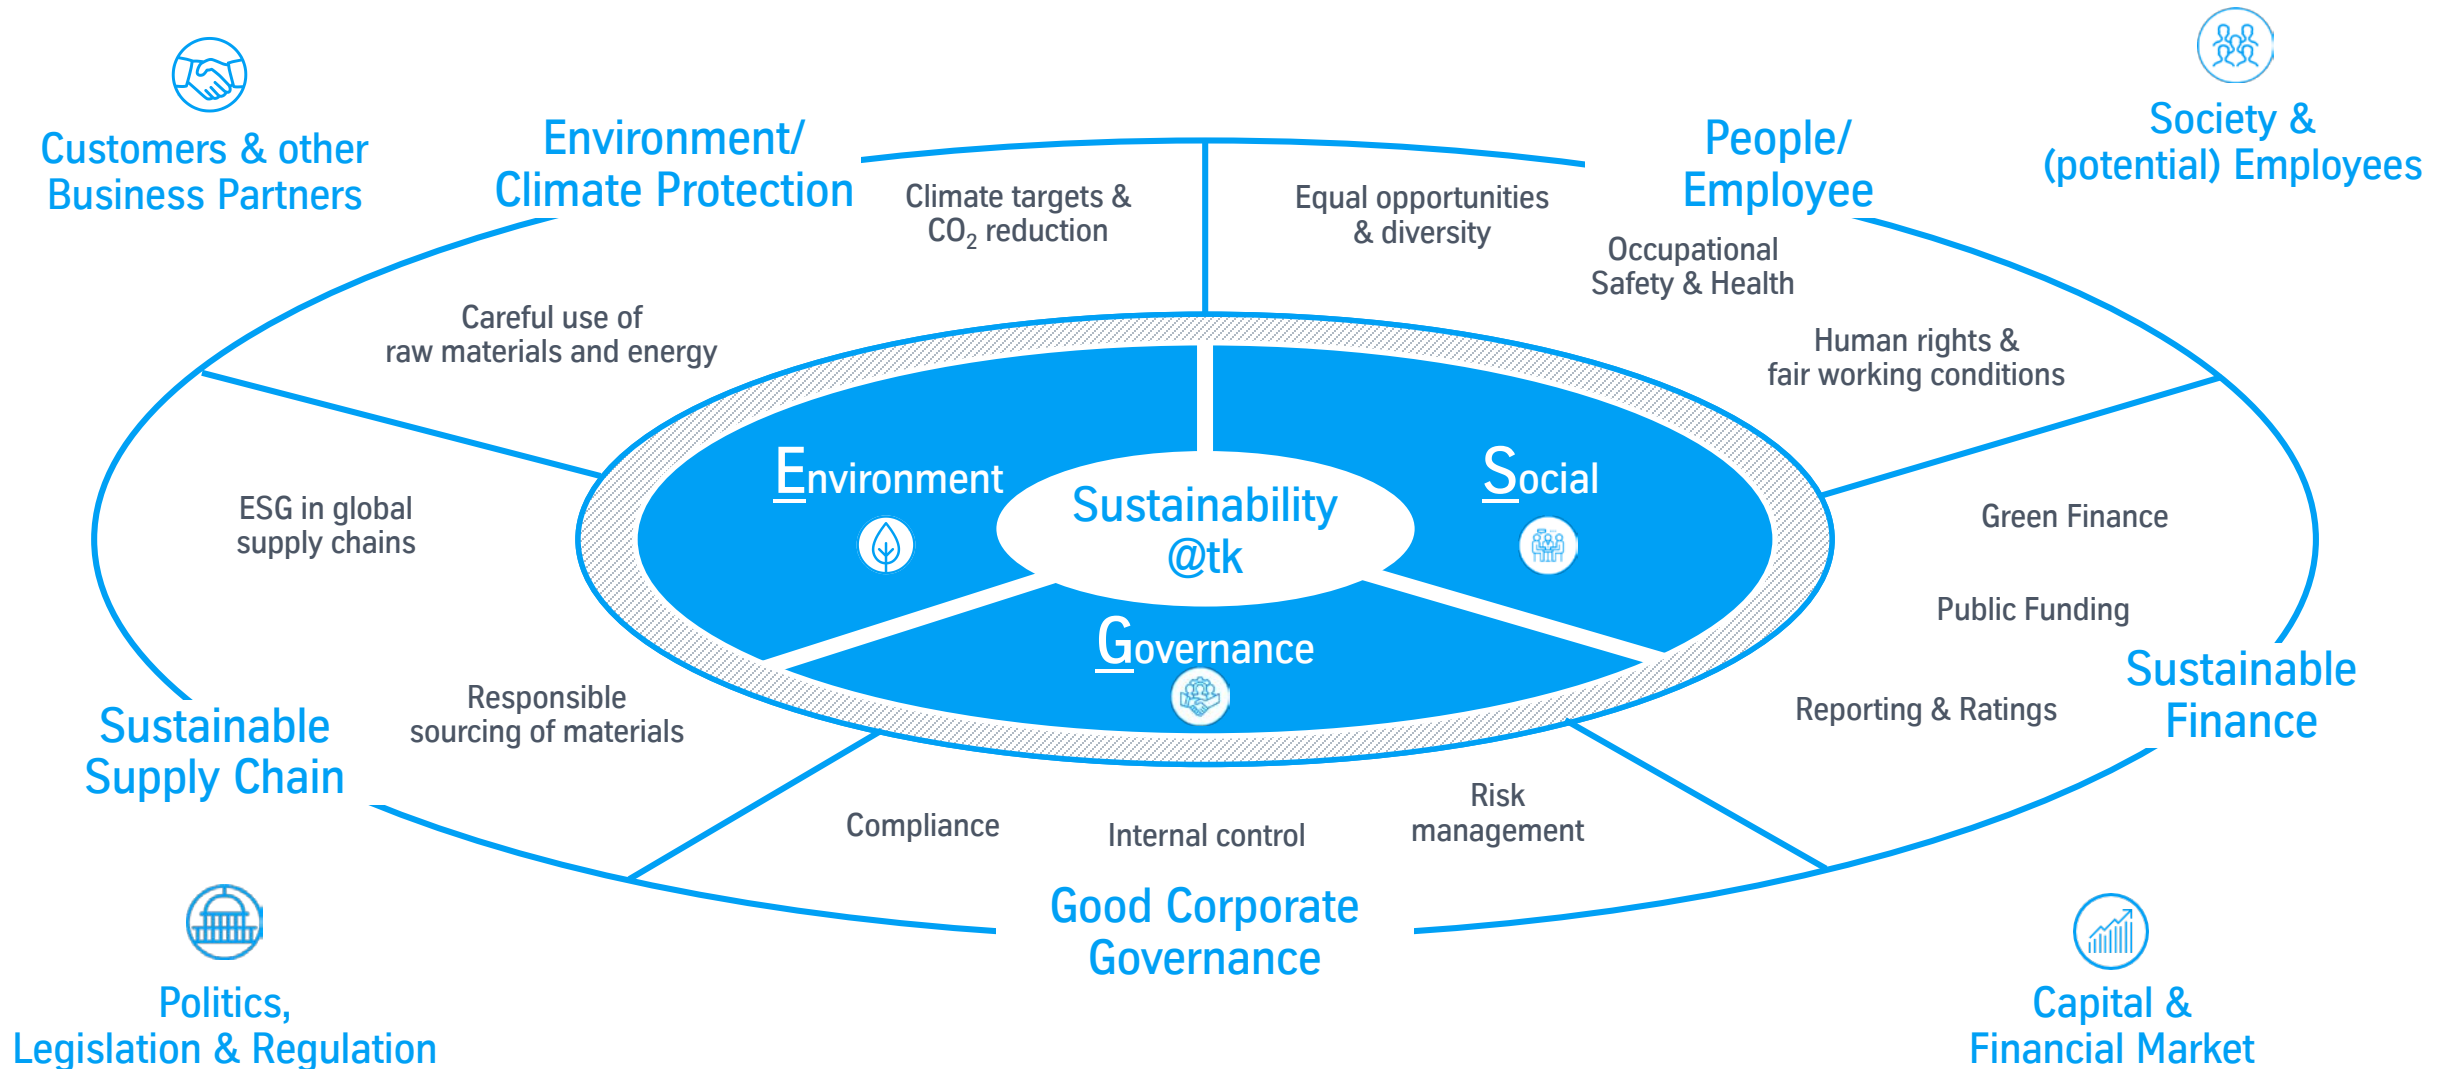 Customers & other
Business Partners
Environment/
Climate Protection
People/
Employee
Society &
(potential) Employees
Climate targets &
CO₂ reduction
Equal opportunities
& diversity
Occupational
Safety & Health
Careful use of
raw materials and energy
Human rights &
fair working conditions
Environment
Social
Sustainability
@tk
Governance
ESG in global
supply chains
Green Finance
Public Funding
Reporting & Ratings
Sustainable
Finance
Responsible
sourcing of materials
Sustainable
Supply Chain
Compliance
Internal control
Risk
management
Good Corporate
Governance
Politics,
Legislation & Regulation
Capital &
Financial Market